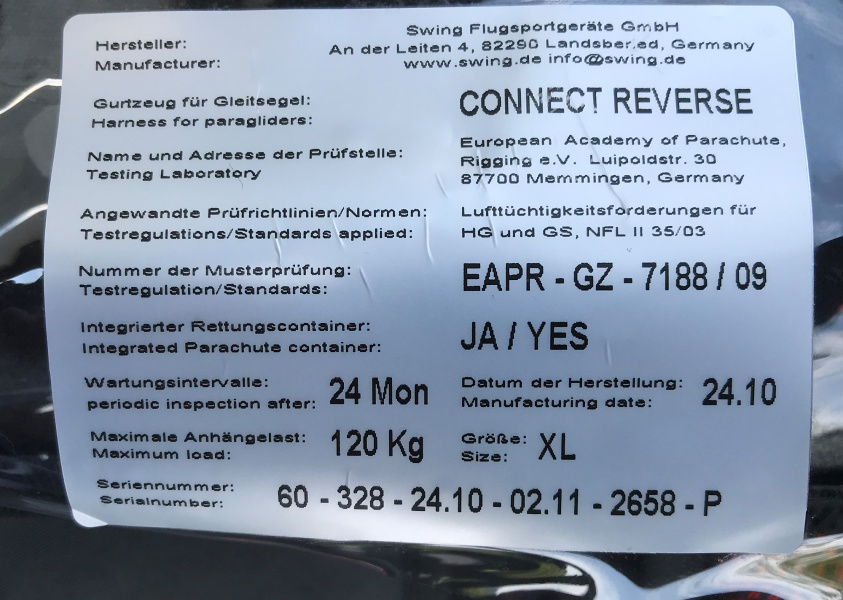 Hersteller:
Manufacturer:
Swing Flugsportgeräte GmbH
An der Leiten 4, 82290 Landsber.ed, Germany
www.swing.de info@swing.de
Gurtzeug für Gleitsegel:
Harness for paragliders:
CONNECT REVERSE
Name und Adresse der Prüfstelle:
Testing Laboratory
European Academy of Parachute,
Rigging e.V. Luipoldstr. 30
87700 Memmingen, Germany
Angewandte Prüfrichtlinien/Normen:
Testregulations/Standards applied:
Lufttüchtigkeitsforderungen für
HG und GS, NFL II 35/03
Nummer der Musterprüfung:
Testregulation/Standards:
EAPR - GZ - 7188 / 09
Integrierter Rettungscontainer:
Integrated Parachute container:
JA / YES
Wartungsintervalle:
periodic inspection after:
24 Mon
Datum der Herstellung:
Manufacturing date:
24.10
Maximale Anhängelast:
Maximum load:
120 Kg
Größe:
Size:
XL
Seriennummer:
Serialnumber:
60 - 328 - 24.10 - 02.11 - 2658 - P